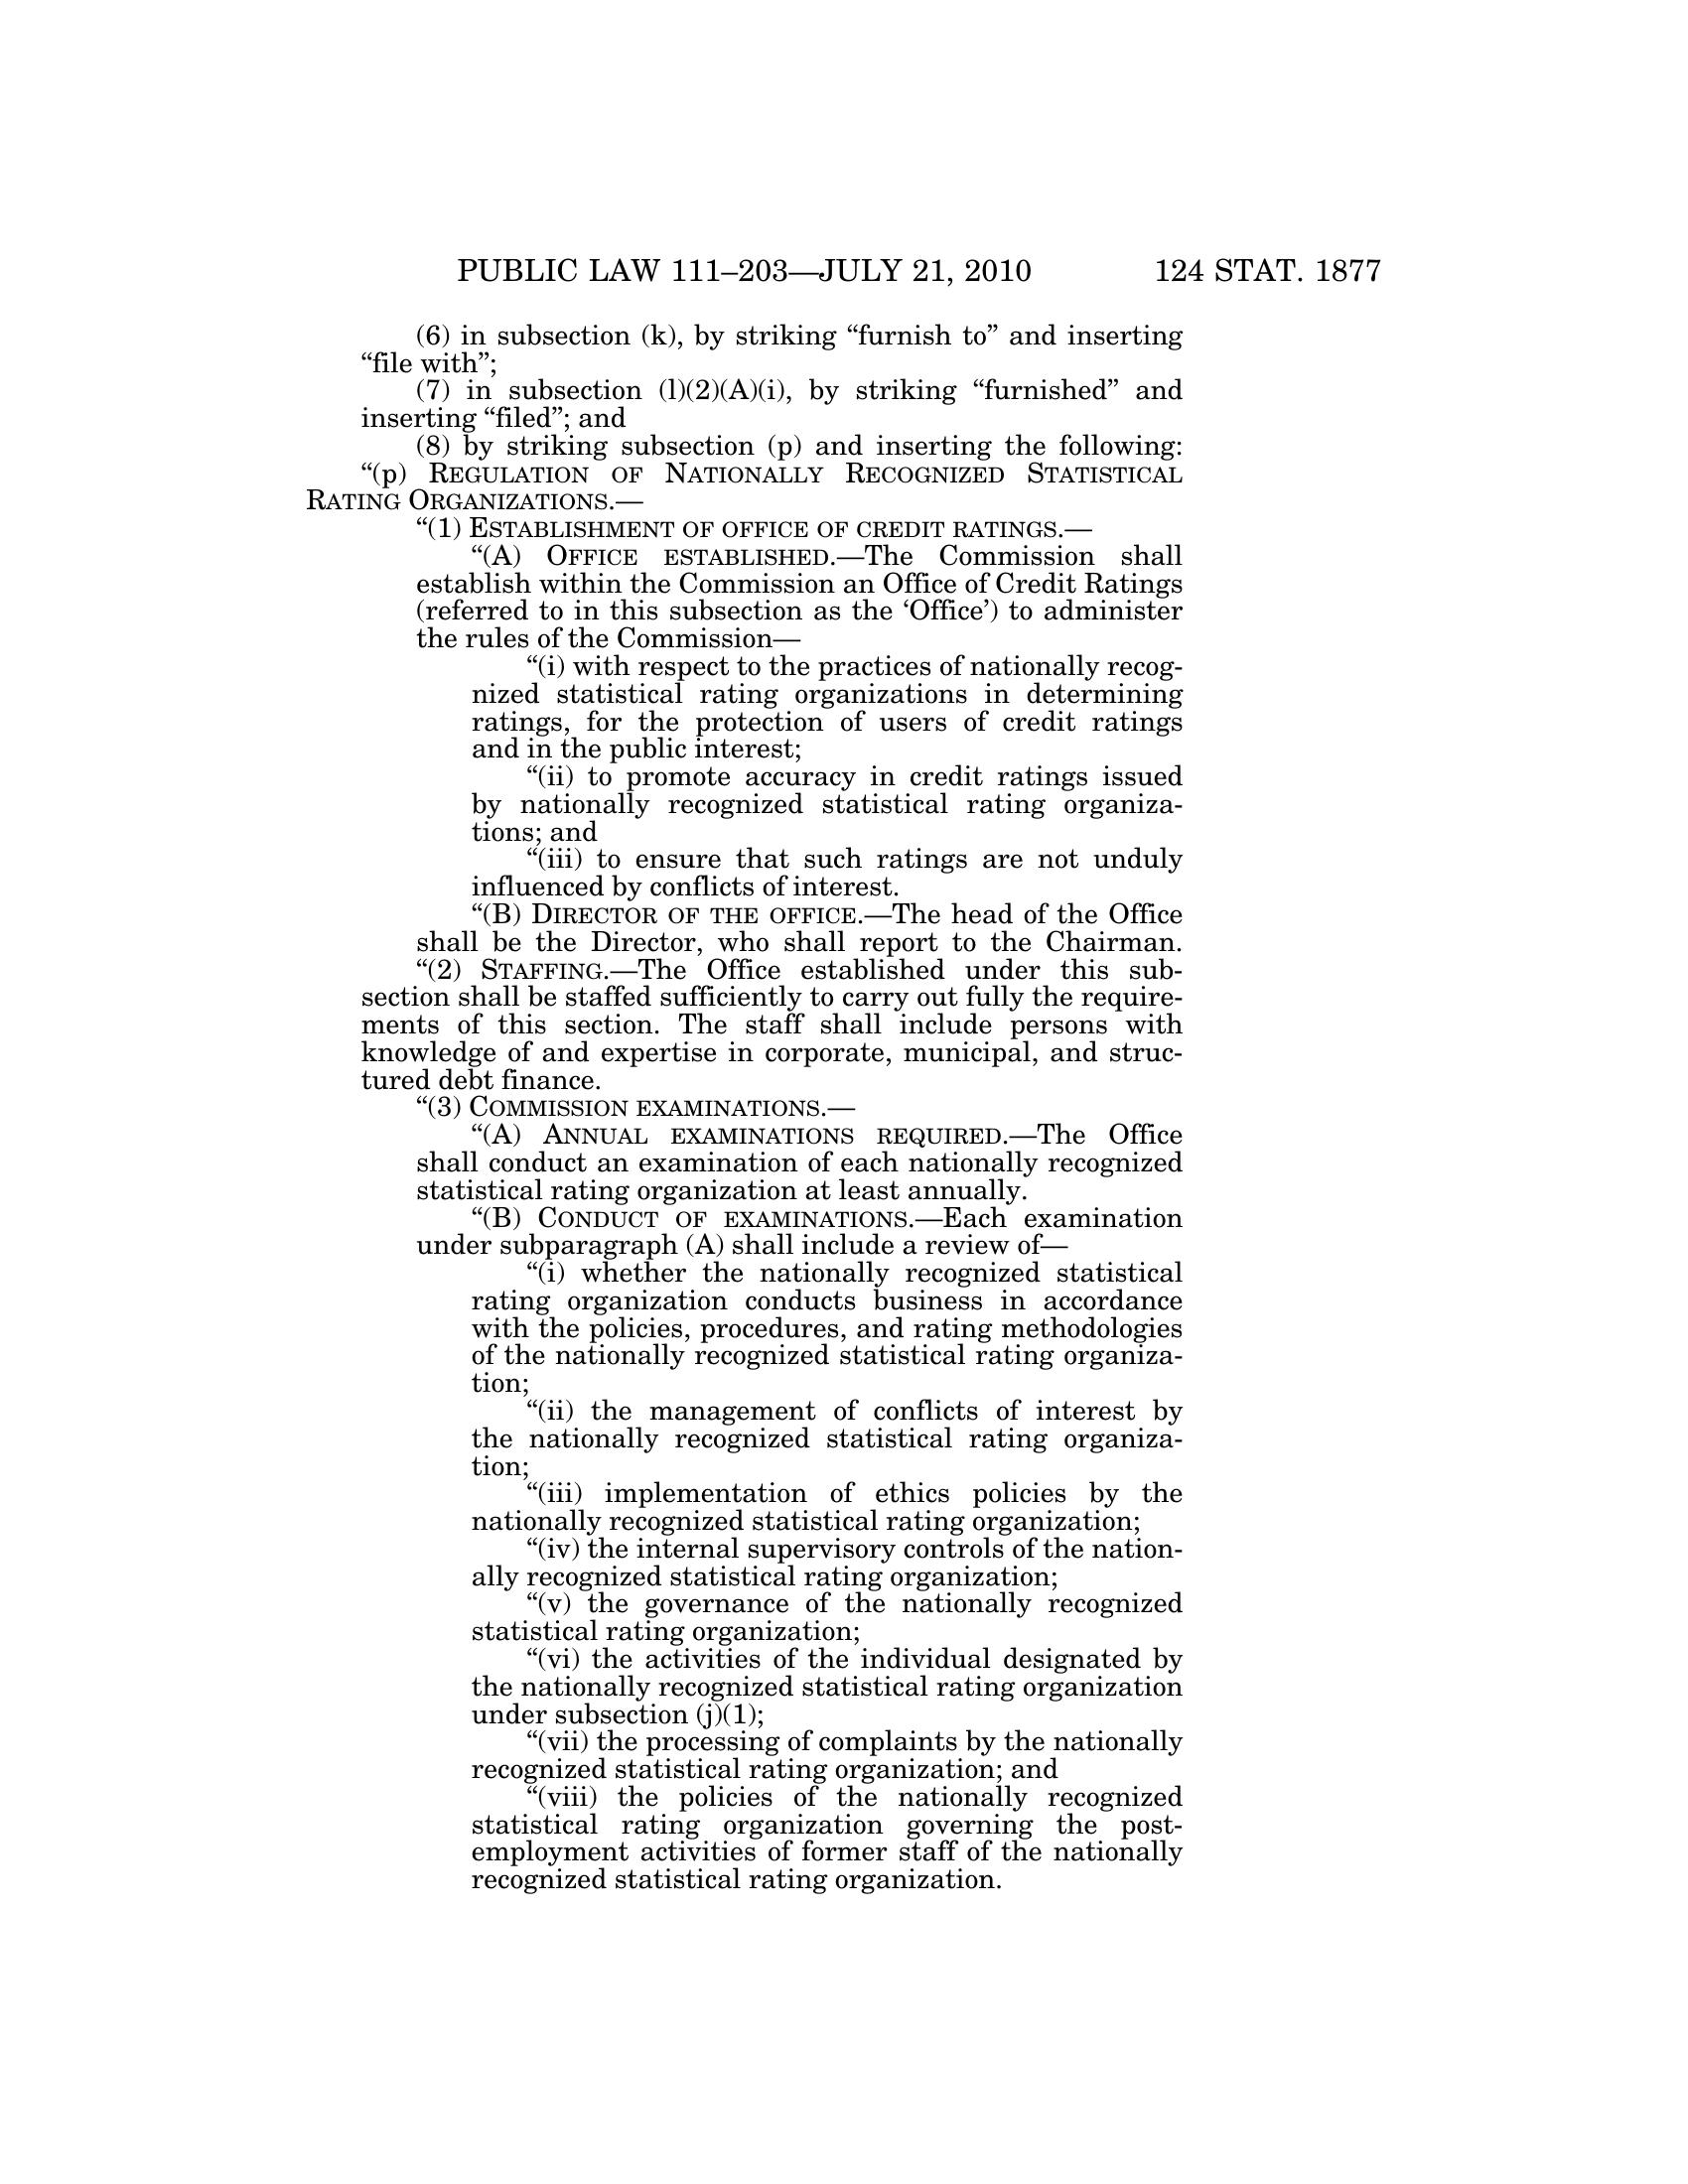 PUBLIC LAW 111–203—JULY 21, 2010 124 STAT. 1877
(6) in subsection (k), by striking “furnish to” and inserting
“file with”;
(7) in subsection (l)(2)(A)(i), by striking “furnished” and
inserting “filed”; and
(8) by striking subsection (p) and inserting the following:
“(p) REGULATION OF NATIONALLY RECOGNIZED STATISTICAL
RATING ORGANIZATIONS.—
“(1) ESTABLISHMENT OF OFFICE OF CREDIT RATINGS.—
“(A) OFFICE ESTABLISHED.—The Commission shall
establish within the Commission an Office of Credit Ratings
(referred to in this subsection as the ‘Office’) to administer
the rules of the Commission—
“(i) with respect to the practices of nationally recog-
nized statistical rating organizations in determining
ratings, for the protection of users of credit ratings
and in the public interest;
“(ii) to promote accuracy in credit ratings issued
by nationally recognized statistical rating organiza-
tions; and
“(iii) to ensure that such ratings are not unduly
influenced by conflicts of interest.
“(B) DIRECTOR OF THE OFFICE.—The head of the Office
shall be the Director, who shall report to the Chairman.
“(2) STAFFING.—The Office established under this sub-
section shall be staffed sufficiently to carry out fully the require-
ments of this section. The staff shall include persons with
knowledge of and expertise in corporate, municipal, and struc-
tured debt finance.
“(3) COMMISSION EXAMINATIONS.—
“(A) ANNUAL EXAMINATIONS REQUIRED.—The Office
shall conduct an examination of each nationally recognized
statistical rating organization at least annually.
“(B) CONDUCT OF EXAMINATIONS.—Each examination
under subparagraph (A) shall include a review of—
“(i) whether the nationally recognized statistical
rating organization conducts business in accordance
with the policies, procedures, and rating methodologies
of the nationally recognized statistical rating organiza-
tion;
“(ii) the management of conflicts of interest by
the nationally recognized statistical rating organiza-
tion;
“(iii) implementation of ethics policies by the
nationally recognized statistical rating organization;
“(iv) the internal supervisory controls of the nation-
ally recognized statistical rating organization;
“(v) the governance of the nationally recognized
statistical rating organization;
“(vi) the activities of the individual designated by
the nationally recognized statistical rating organization
under subsection (j)(1);
“(vii) the processing of complaints by the nationally
recognized statistical rating organization; and
“(viii) the policies of the nationally recognized
statistical rating organization governing the post-
employment activities of former staff of the nationally
recognized statistical rating organization.